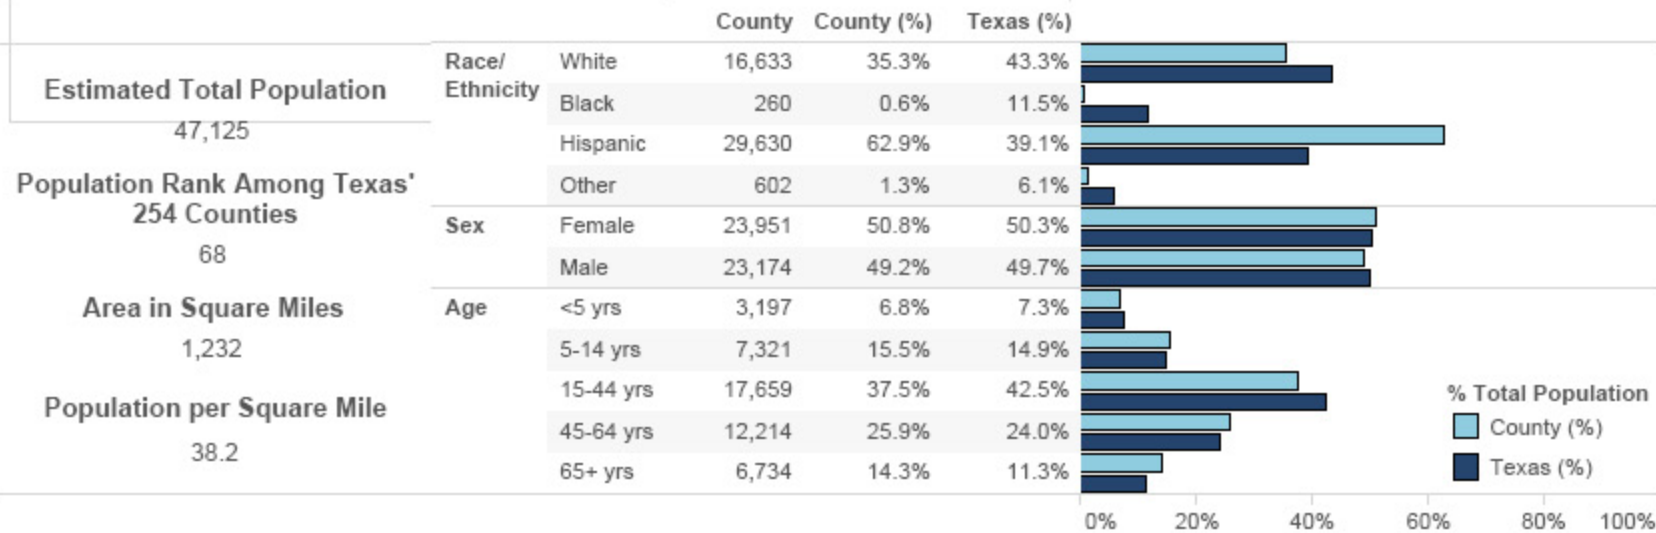 Estimated Total Population
47,125
Population Rank Among Texas'
254 Counties
68
Area in Square Miles
1,232
Population per Square Mile
38.2
County County (%) Texas (%)
Race/ White 16,633 35.3% 43.3%
Ethnicity
Black 260 0.6% 11.5%
Hispanic 29,630 62.9% 39.1%
Other 602 1.3% 6.1%
Sex Female 23,951 50.8% 50.3%
Male 23,174 49.2% 49.7%
Age <5 yrs 3,197 6.8% 7.3%
5-14 yrs 7,321 15.5% 14.9%
15-44 yrs 17,659 37.5% 42.5%
45-64 yrs 12,214 25.9% 24.0%
65+ yrs 6,734 14.3% 11.3%
% Total Population
County (%)
Texas (%)
0% 20% 40% 60% 80% 100%